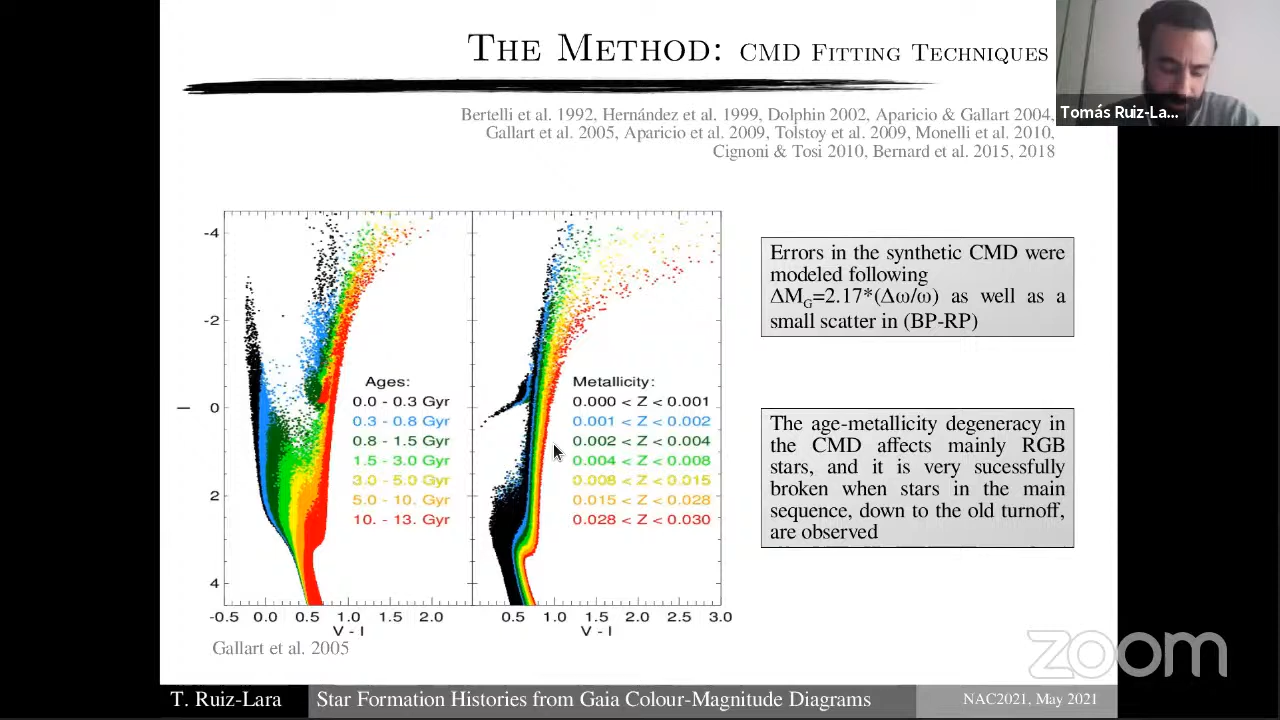 THE METHOD: CMD FITTING TECHNIQUES
Tomás Ruiz-La...
Bertelli et al. 1992, Hernández et al. 1999, Dolphin 2002, Aparicio & Gallart 2004,
Gallart et al. 2005, Aparicio et al. 2009, Tolstoy et al. 2009, Monelli et al. 2010,
Cignoni & Tosi 2010, Bernard et al. 2015, 2018
-4
-2
0
2
4
I
Ages:
0.0 - 0.3 Gyr
0.3 - 0.8 Gyr
0.8 - 1.5 Gyr
1.5 - 3.0 Gyr
3.0 - 5.0 Gyr
5.0 - 10. Gyr
10. - 13. Gyr
-0.5 0.0 0.5 1.0 1.5 2.0
V - I
Metallicity:
0.000 < Z < 0.001
0.001 < Z < 0.002
0.002 < Z < 0.004
0.004 < Z < 0.008
0.008 < Z < 0.015
0.015 < Z < 0.028
0.028 < Z < 0.030
0.5 1.0 1.5 2.0 2.5 3.0
V - I
Gallart et al. 2005
Errors in the synthetic CMD were
modeled following
ΔMG=2.17*(Δω/ω) as well as a
small scatter in (BP-RP)
The age-metallicity degeneracy in
the CMD affects mainly RGB
stars, and it is very sucessfully
broken when stars in the main
sequence, down to the old turnoff,
are observed
zoom
T. Ruiz-Lara
Star Formation Histories from Gaia Colour-Magnitude Diagrams
NAC2021, May 2021